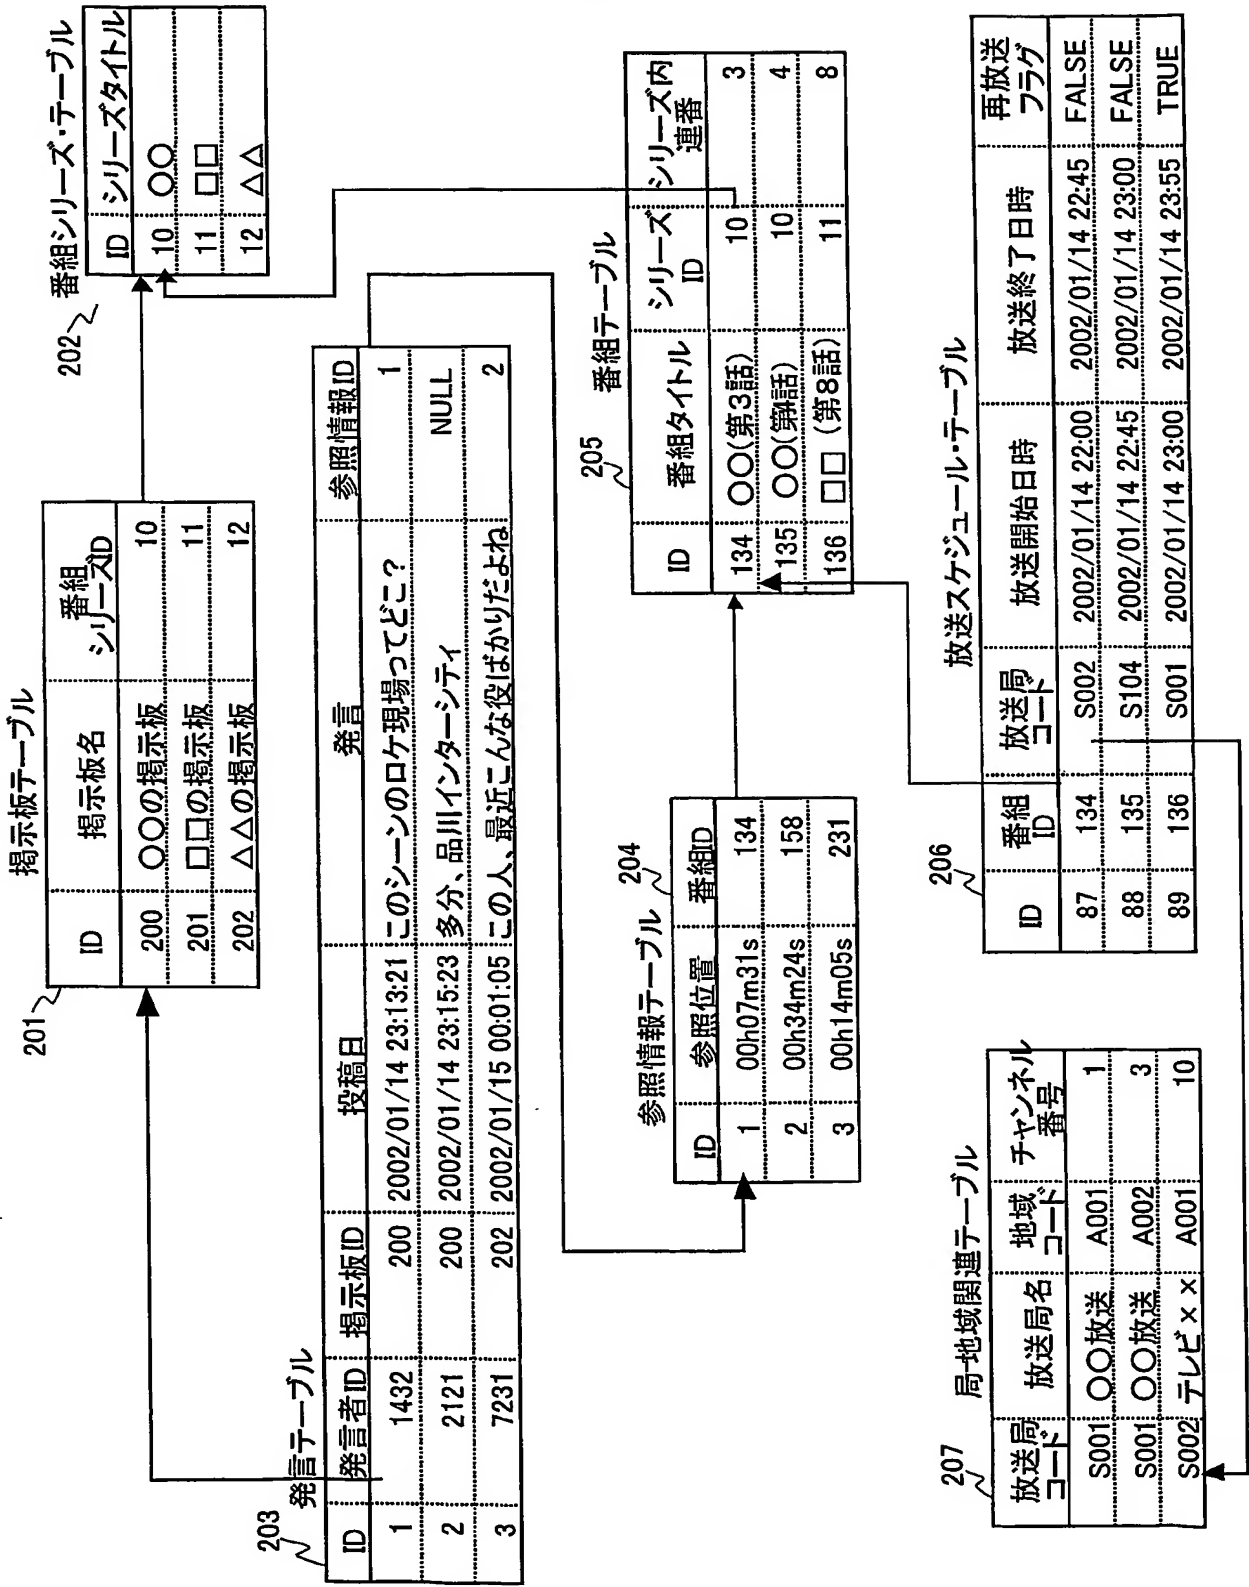 掲示板テーブル
201
ID 掲示板名 番組シリーズID
200 〇〇の掲示板 10
201 □□の掲示板 11
202 △△の掲示板 12
202
番組シリーズ・テーブル
ID シリーズタイトル
10 〇〇
11 □□
12 △△
203
発言テーブル
ID 発言者ID 掲示板ID 投稿日 発言 参照情報ID
1 1432 200 2002/01/14 23:13:21 このシーンのロケ現場ってどこ? 1
2 2121 200 2002/01/14 23:15:23 多分、品川インターシティ NULL
3 7231 202 2002/01/15 00:01:05 この人、最近こんな役ばかりだよね 2
参照情報テーブル
204
ID 参照位置 番組ID
1 00h07m31s 134
2 00h34m24s 158
3 00h14m05s 231
205
番組テーブル
ID 番組タイトル シリーズID シリーズ内連番
134 〇〇(第3話) 10 3
135 〇〇(第4話) 10 4
136 □□(第8話) 11 8
207
局-地域関連テーブル
放送局コード 放送局名 地域コード チャンネル番号
S001 〇〇放送 A001 1
S001 〇〇放送 A002 3
S002 テレビ×× A001 10
206
放送スケジュール・テーブル
ID 番組ID 放送局コード 放送開始日時 放送終了日時 再放送フラグ
87 134 S002 2002/01/14 22:00 2002/01/14 22:45 FALSE
88 135 S104 2002/01/14 22:45 2002/01/14 23:00 FALSE
89 136 S001 2002/01/14 23:00 2002/01/14 23:55 TRUE